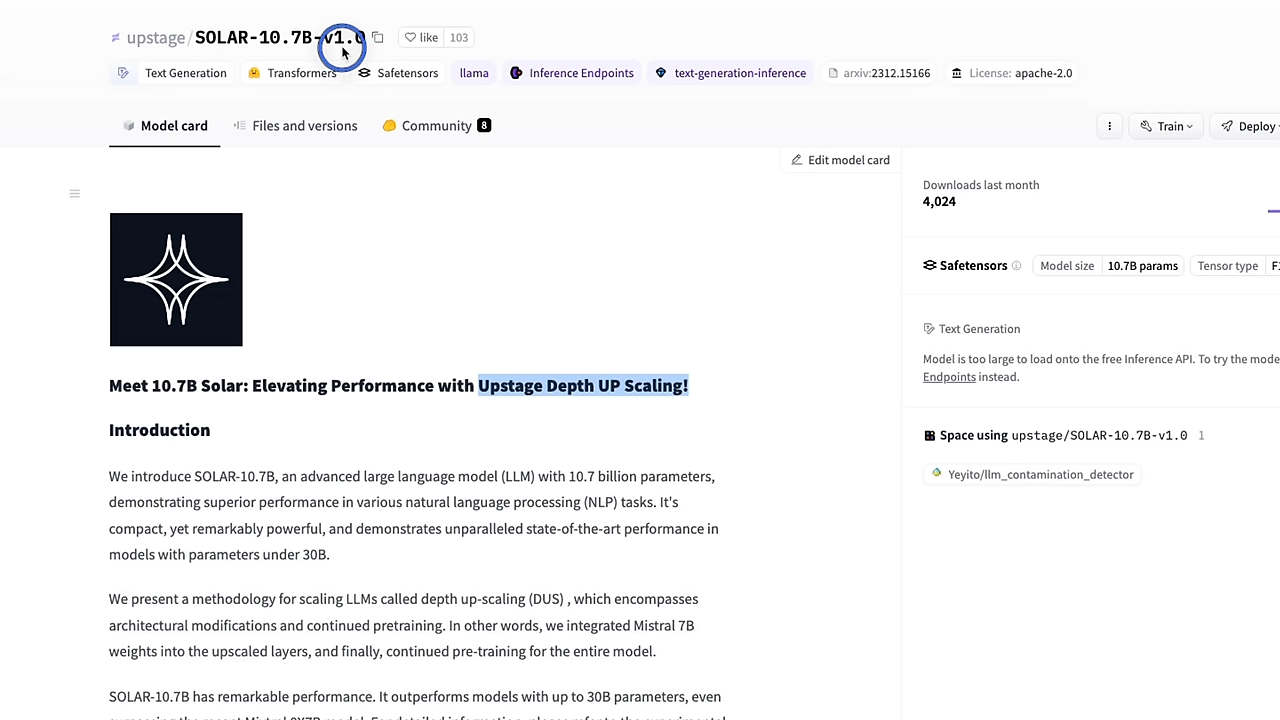 upstage/SOLAR-10.7B-v1.0 like 103
Text Generation Transformers Safetensors llama Inference Endpoints text-generation-inference arxiv:2312.15166 License: apache-2.0
Model card Files and versions Community 8 Train Deploy
Edit model card
Meet 10.7B Solar: Elevating Performance with Upstage Depth UP Scaling!
Introduction
We introduce SOLAR-10.7B, an advanced large language model (LLM) with 10.7 billion parameters,
demonstrating superior performance in various natural language processing (NLP) tasks. It's
compact, yet remarkably powerful, and demonstrates unparalleled state-of-the-art performance in
models with parameters under 30B.
We present a methodology for scaling LLMs called depth up-scaling (DUS) , which encompasses
architectural modifications and continued pretraining. In other words, we integrated Mistral 7B
weights into the upscaled layers, and finally, continued pre-training for the entire model.
SOLAR-10.7B has remarkable performance. It outperforms models with up to 30B parameters, even
Downloads last month
4,024
Safetensors Model size 10.7B params Tensor type
Text Generation
Model is too large to load onto the free Inference API. To try the mode
Endpoints instead.
Space using upstage/SOLAR-10.7B-v1.0 1
Yeyito/llm_contamination_detector